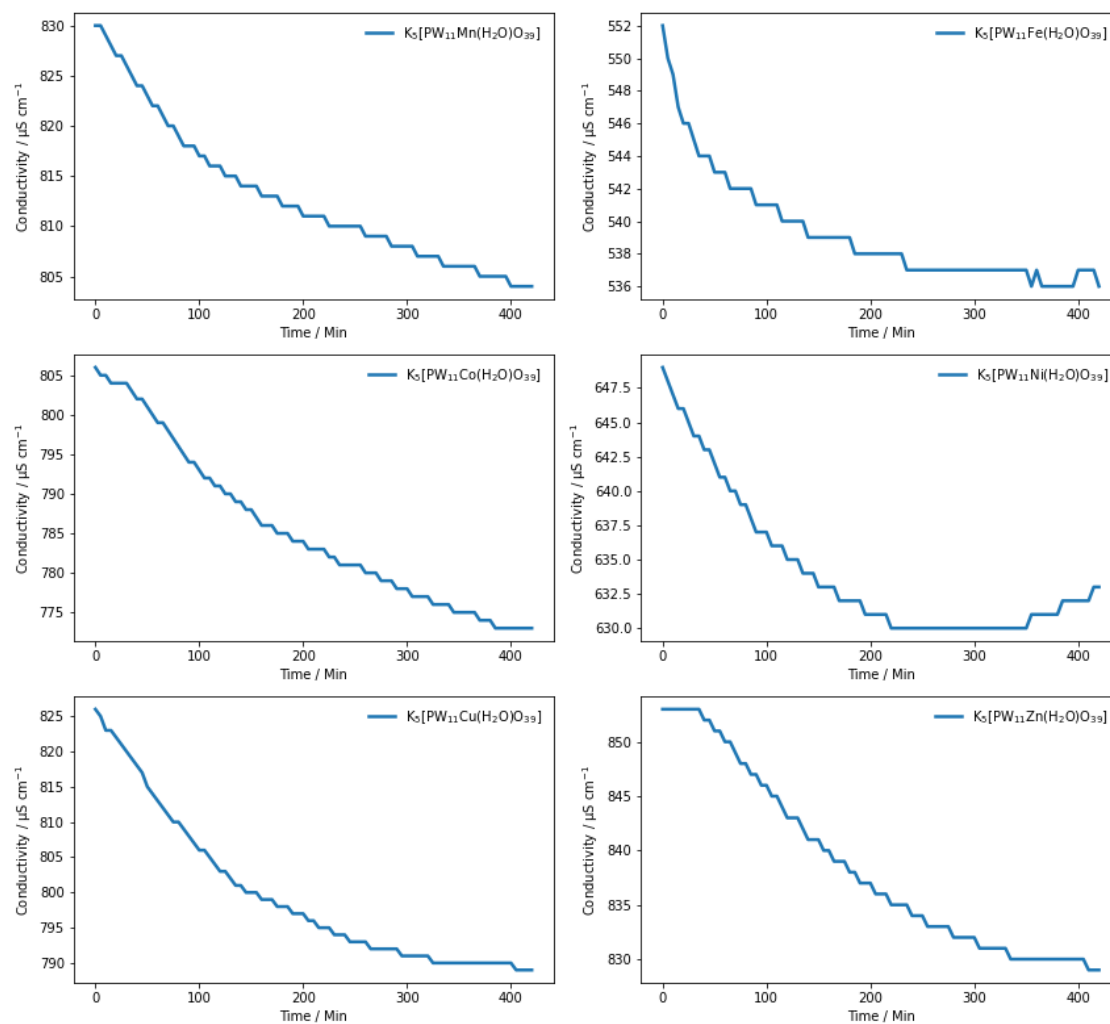 K₅[PW₁₁Mn(H₂O)O₃₉]
830
825
820
815
810
805
Conductivity / µS cm⁻¹
0 100 200 300 400
Time / Min
K₅[PW₁₁Fe(H₂O)O₃₉]
552
550
548
546
544
542
540
538
536
Conductivity / µS cm⁻¹
0 100 200 300 400
Time / Min
K₅[PW₁₁Co(H₂O)O₃₉]
805
800
795
790
785
780
775
Conductivity / µS cm⁻¹
0 100 200 300 400
Time / Min
K₅[PW₁₁Ni(H₂O)O₃₉]
647.5
645.0
642.5
640.0
637.5
635.0
632.5
630.0
Conductivity / µS cm⁻¹
0 100 200 300 400
Time / Min
K₅[PW₁₁Cu(H₂O)O₃₉]
825
820
815
810
805
800
795
790
Conductivity / µS cm⁻¹
0 100 200 300 400
Time / Min
K₅[PW₁₁Zn(H₂O)O₃₉]
850
845
840
835
830
Conductivity / µS cm⁻¹
0 100 200 300 400
Time / Min